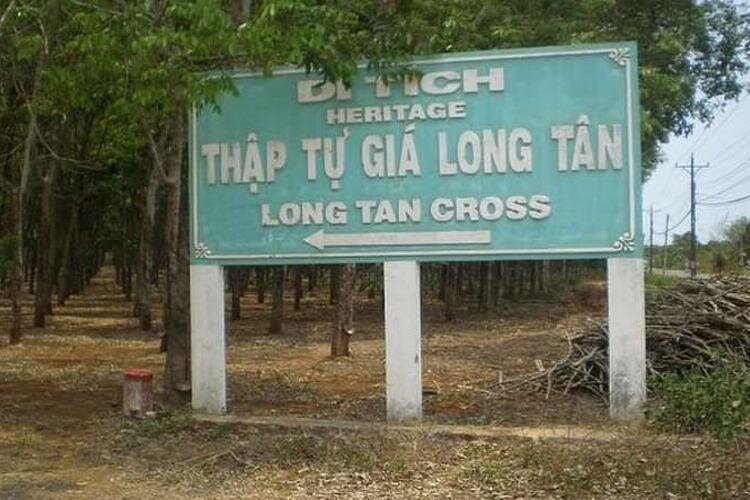 DI TÍCH
HERITAGE
THẬP TỰ GIÁ LONG TÂN
LONG TAN CROSS